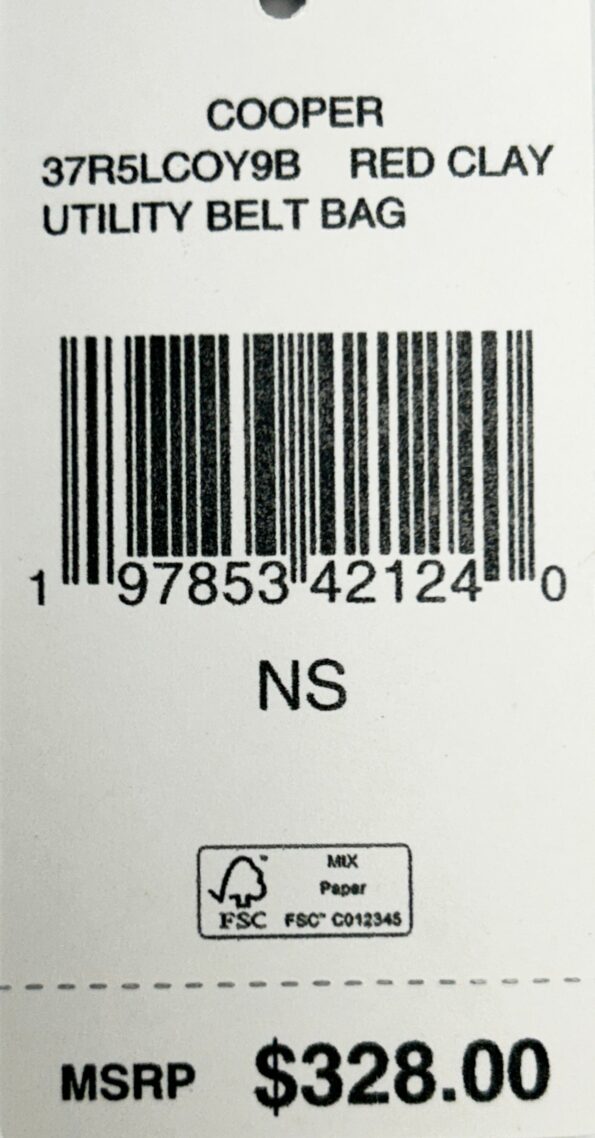 COOPER
37R5LCOY9B RED CLAY
UTILITY BELT BAG
1 97853 42124 0
NS
MIX
Paper
FSC™ C012345
FSC
MSRP $328.00